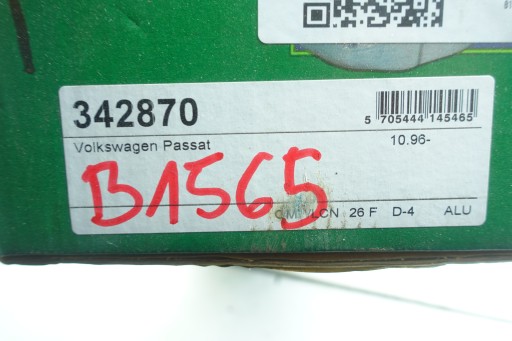 342870
5 705444 145465
Volkswagen Passat
10.96-
B1565
26 F D-4 ALU